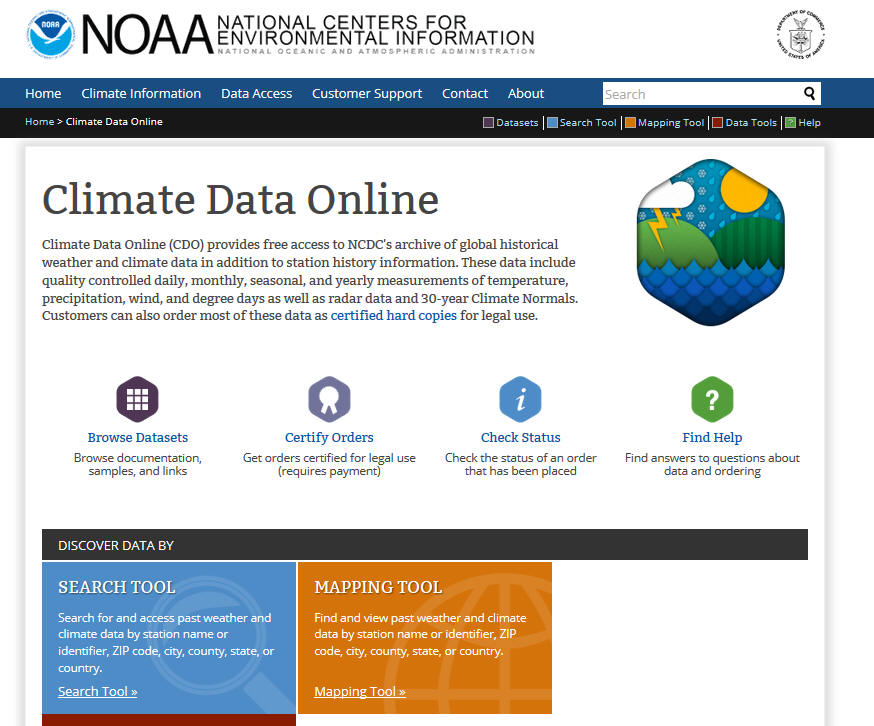 NOAA
NOAA
NATIONAL CENTERS FOR
ENVIRONMENTAL INFORMATION
NATIONAL OCEANIC AND ATMOSPHERIC ADMINISTRATION
DEPARTMENT OF COMMERCE
UNITED STATES OF AMERICA
Home Climate Information Data Access Customer Support Contact About
Search
Home > Climate Data Online
Datasets | Search Tool | Mapping Tool | Data Tools | ? Help
Climate Data Online
Climate Data Online (CDO) provides free access to NCDC's archive of global historical
weather and climate data in addition to station history information. These data include
quality controlled daily, monthly, seasonal, and yearly measurements of temperature,
precipitation, wind, and degree days as well as radar data and 30-year Climate Normals.
Customers can also order most of these data as certified hard copies for legal use.
i
?
Browse Datasets
Browse documentation,
samples, and links
Certify Orders
Get orders certified for legal use
(requires payment)
Check Status
Check the status of an order
that has been placed
Find Help
Find answers to questions about
data and ordering
DISCOVER DATA BY
SEARCH TOOL
Search for and access past weather and
climate data by station name or
identifier, ZIP code, city, county, state, or
country.
Search Tool »
MAPPING TOOL
Find and view past weather and climate
data by station name or identifier, ZIP
code, city, county, state, or country.
Mapping Tool »